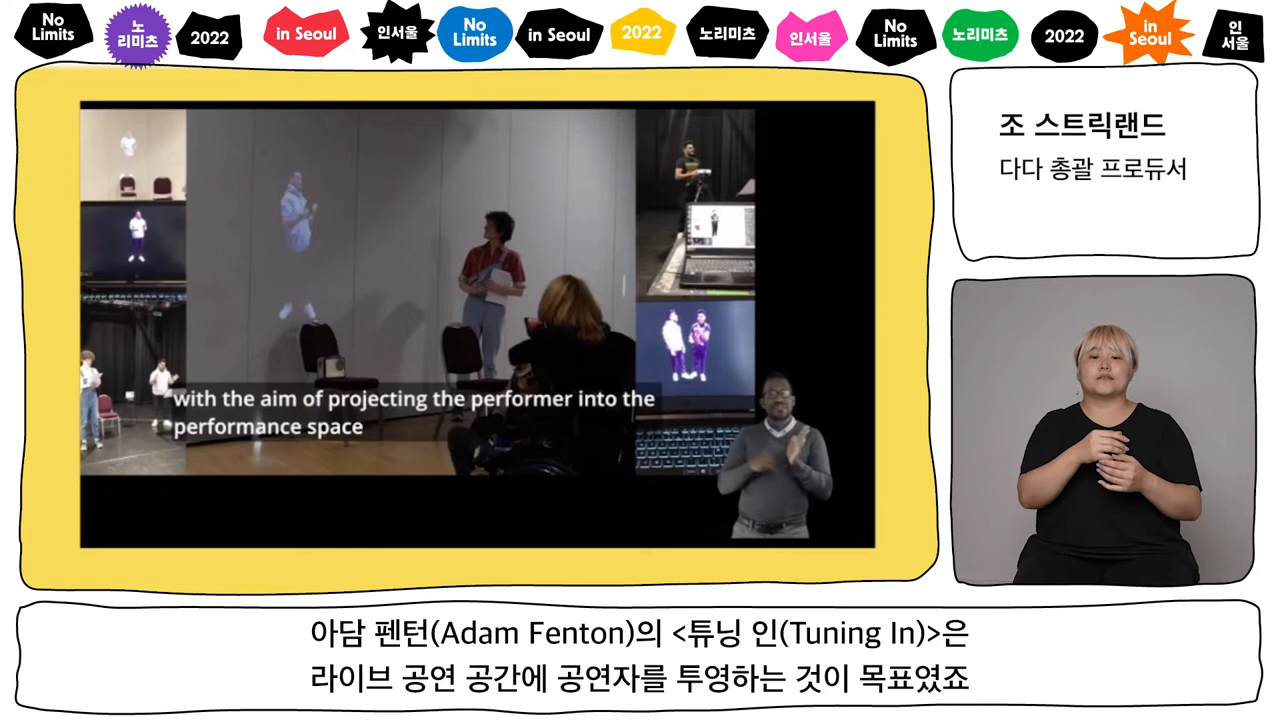 No
Limits
노
리미츠
2022
in Seoul
인서울
No
Limits
in Seoul
2022
노리미츠
인서울
No
Limits
노리미츠
2022
in
Seoul
인
서울
조 스트릭랜드
다다 총괄 프로듀서
with the aim of projecting the performer into the
performance space
아담 펜턴(Adam Fenton)의 <튜닝 인(Tuning In)>은
라이브 공연 공간에 공연자를 투영하는 것이 목표였죠